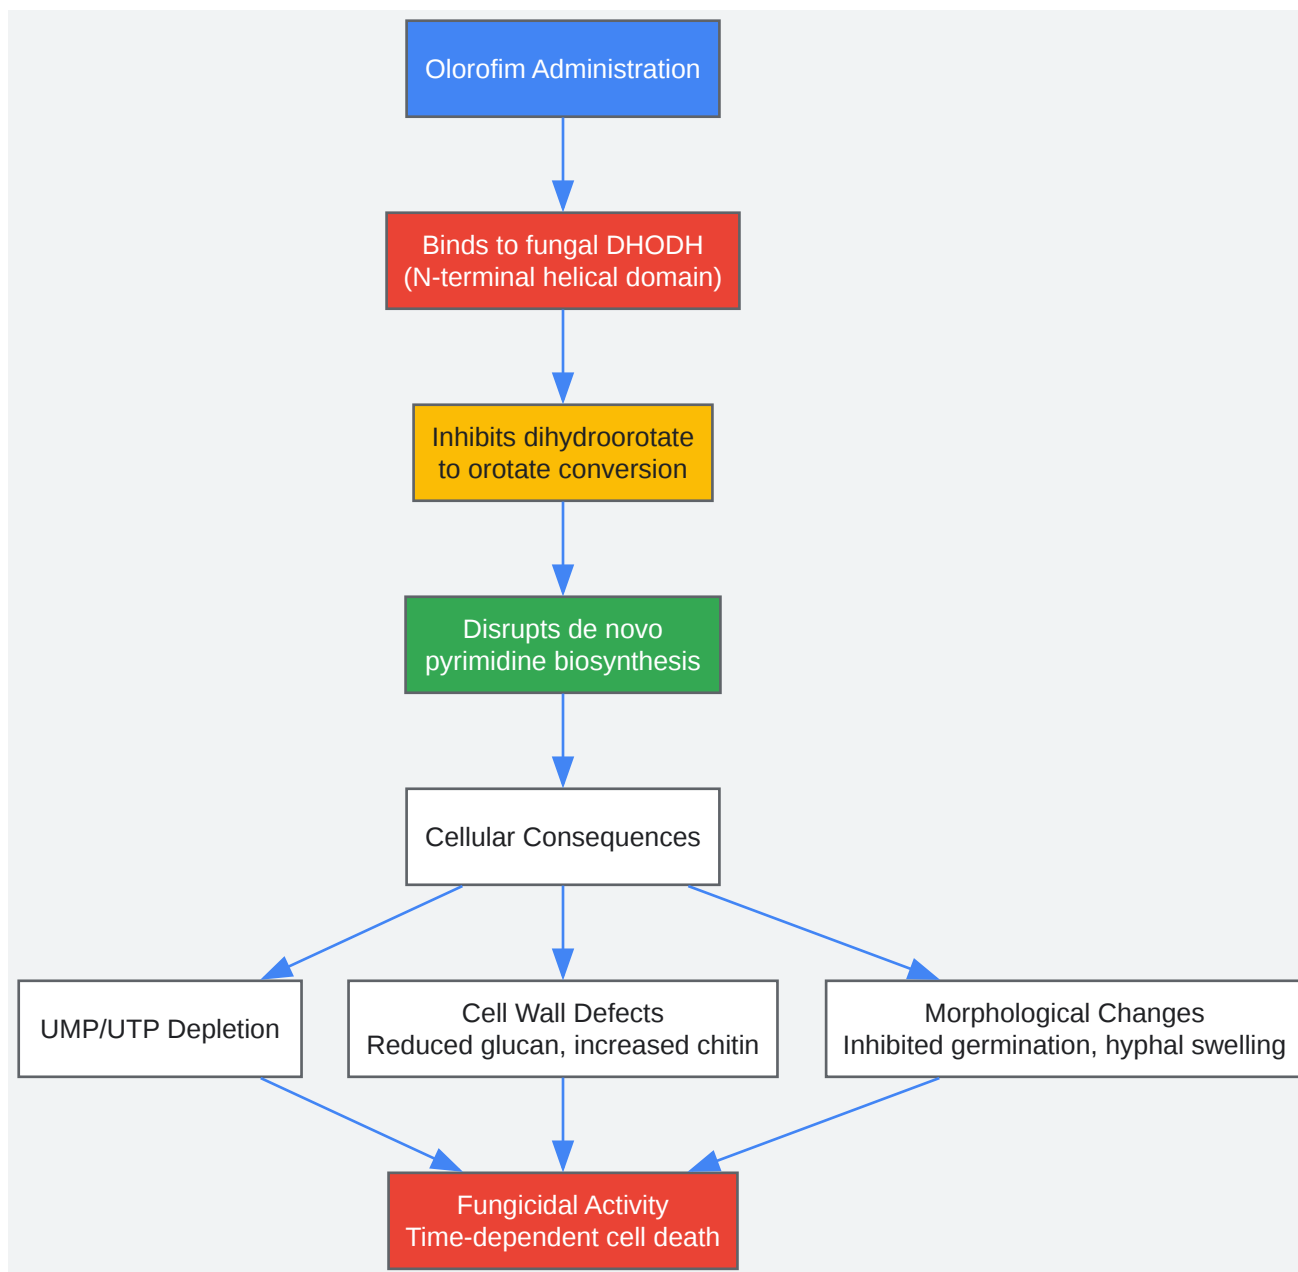 Olorofim Administration
Binds to fungal DHODH
(N-terminal helical domain)
Inhibits dihydroorotate
to orotate conversion
Disrupts de novo
pyrimidine biosynthesis
Cellular Consequences
UMP/UTP Depletion
Cell Wall Defects
Reduced glucan, increased chitin
Morphological Changes
Inhibited germination, hyphal swelling
Fungicidal Activity
Time-dependent cell death